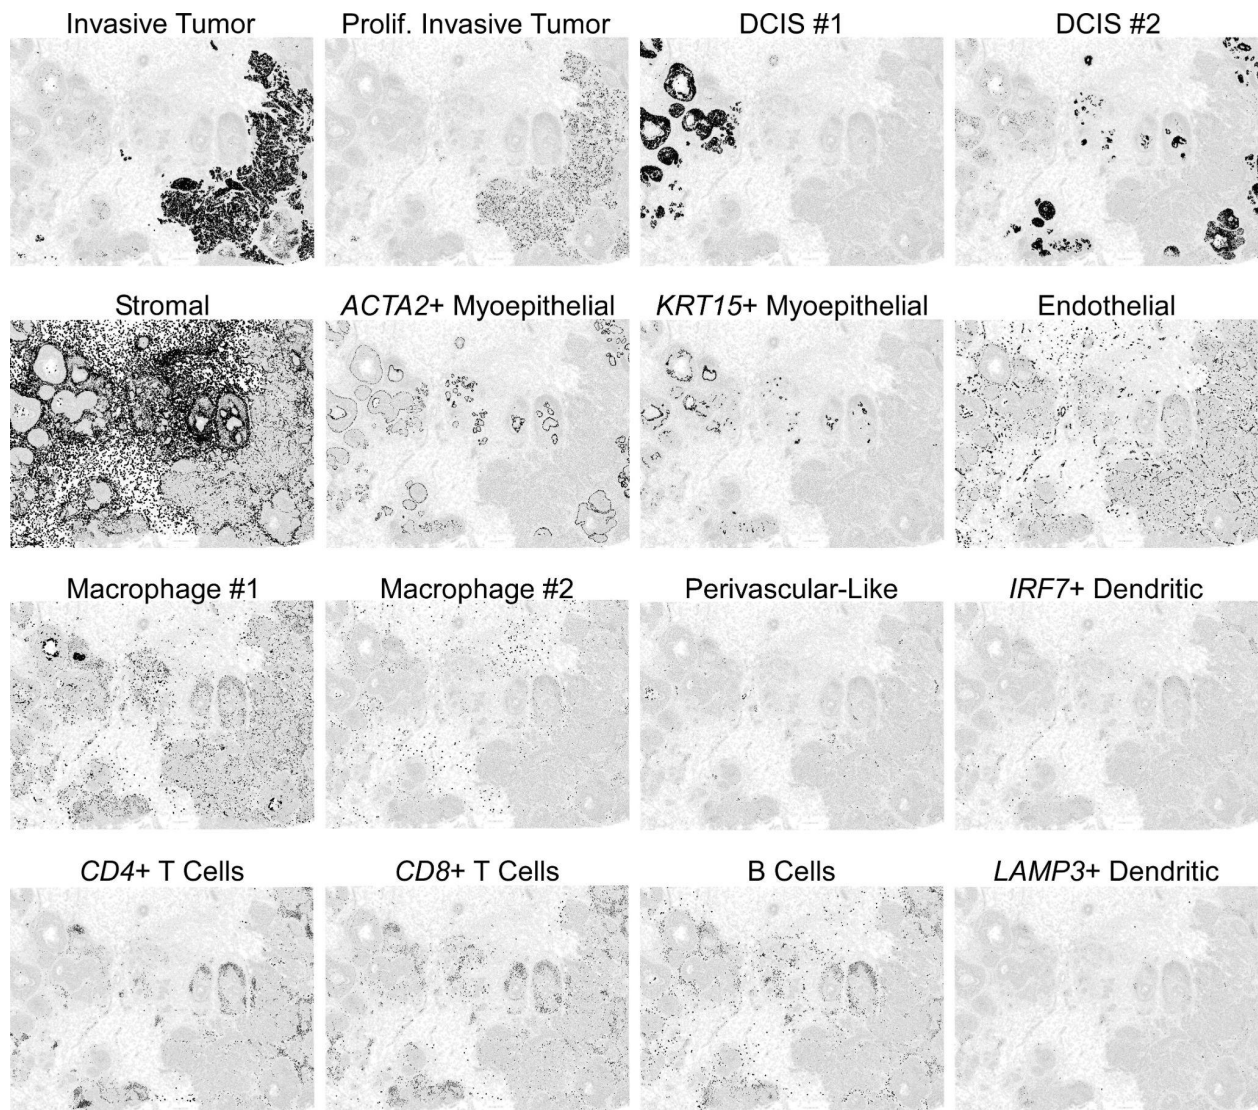 Invasive Tumor
Prolif. Invasive Tumor
DCIS #1
DCIS #2
Stromal
ACTA2+ Myoepithelial
KRT15+ Myoepithelial
Endothelial
Macrophage #1
Macrophage #2
Perivascular-Like
IRF7+ Dendritic
CD4+ T Cells
CD8+ T Cells
B Cells
LAMP3+ Dendritic